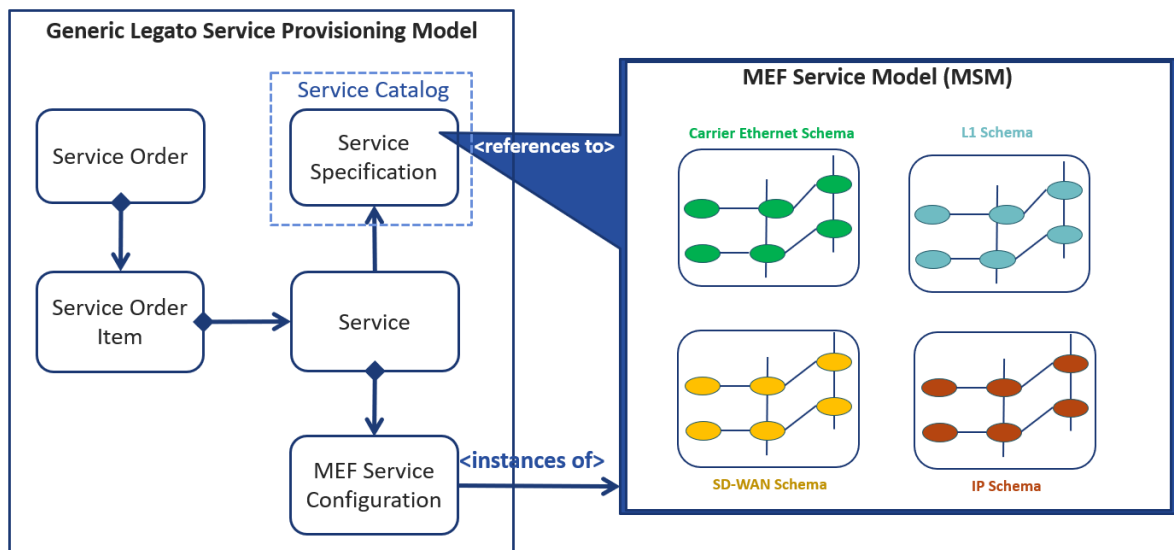 Generic Legato Service Provisioning Model
Service Catalog
Service Order
Service
Specification
Service Order
Item
Service
MEF Service
Configuration
<references to>
<instances of>
MEF Service Model (MSM)
Carrier Ethernet Schema
L1 Schema
SD-WAN Schema
IP Schema